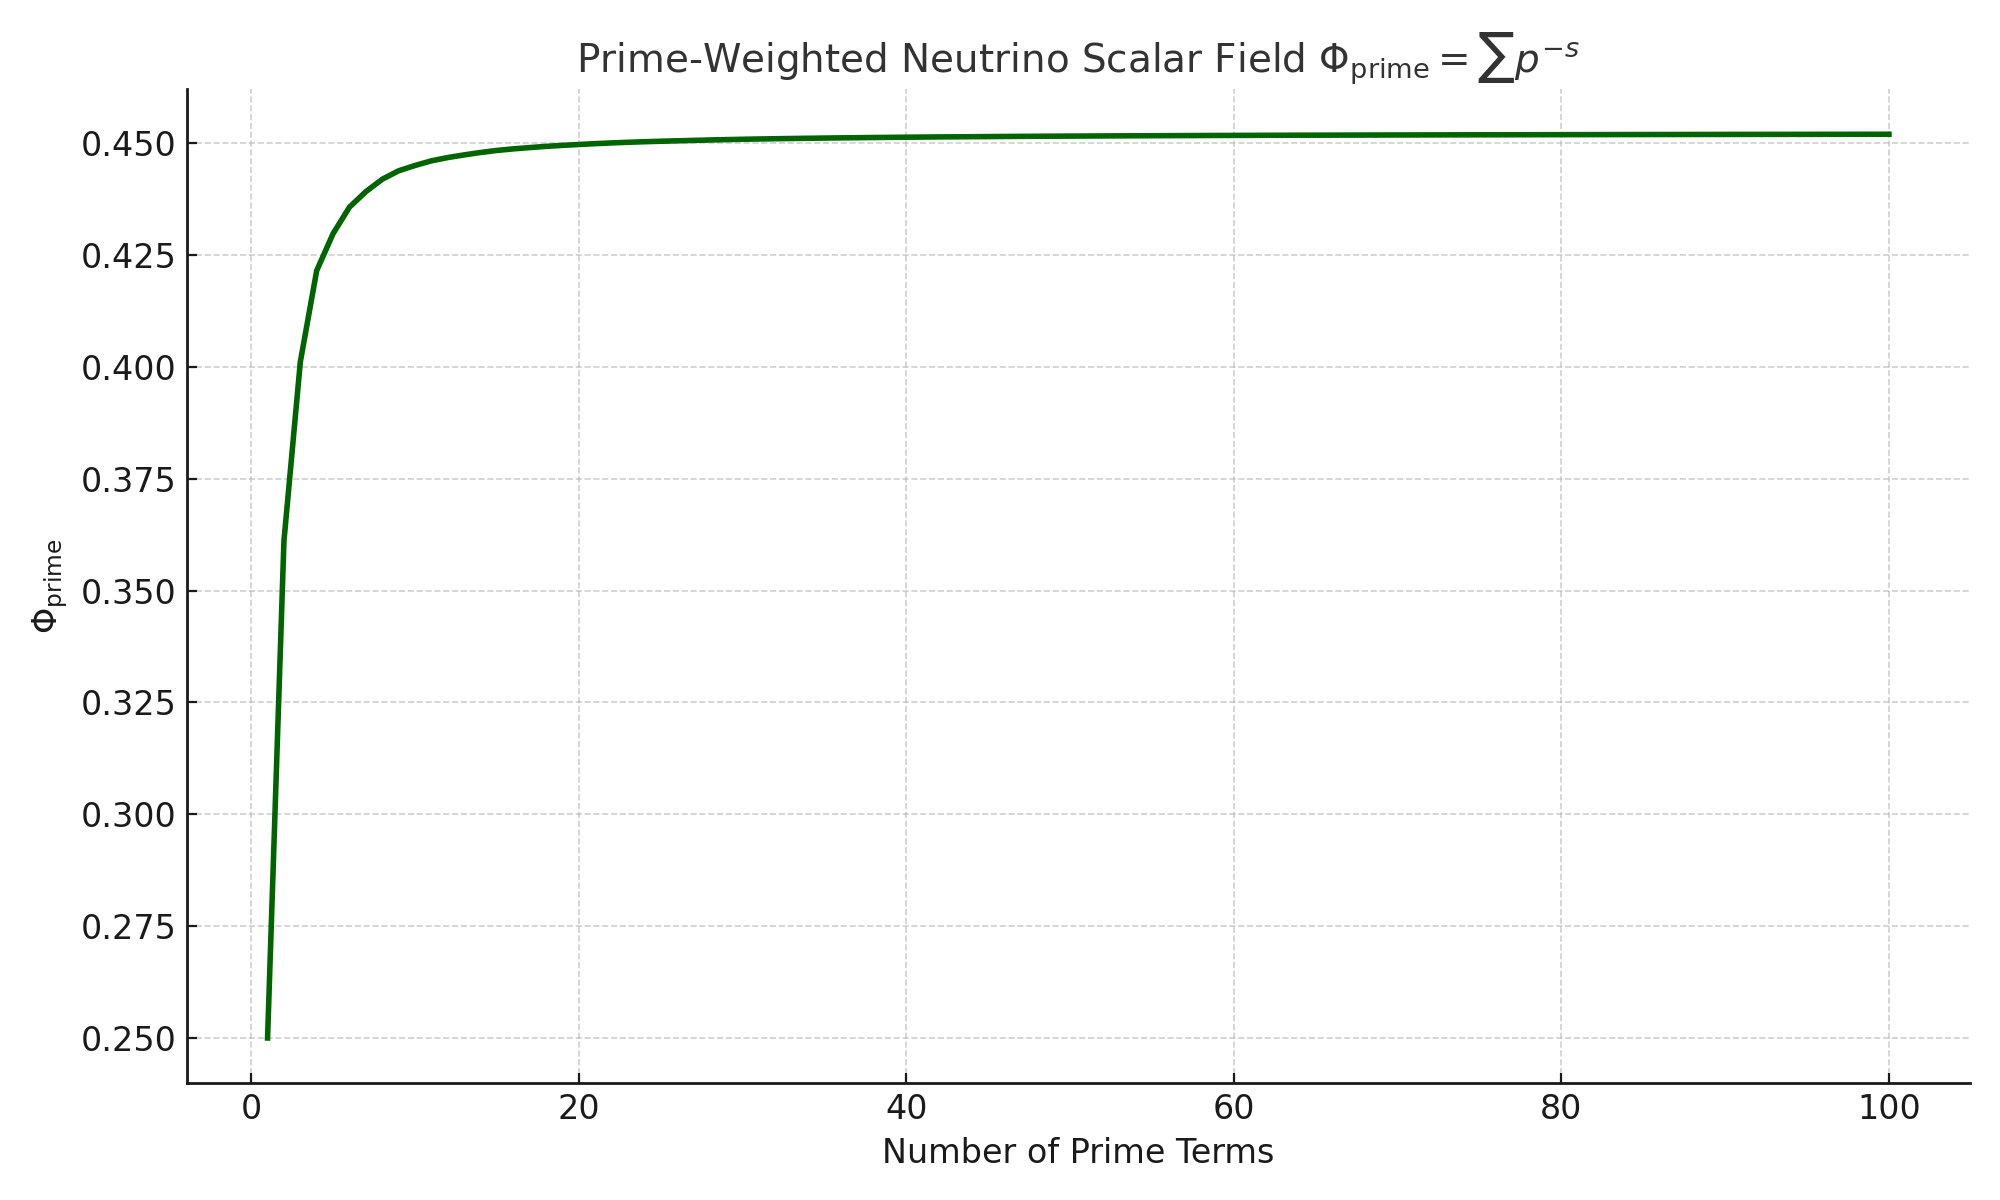 Prime-Weighted Neutrino Scalar Field Φprime = ∑p⁻ˢ
Φprime
0.450
0.425
0.400
0.375
0.350
0.325
0.300
0.275
0.250
0 20 40 60 80 100
Number of Prime Terms